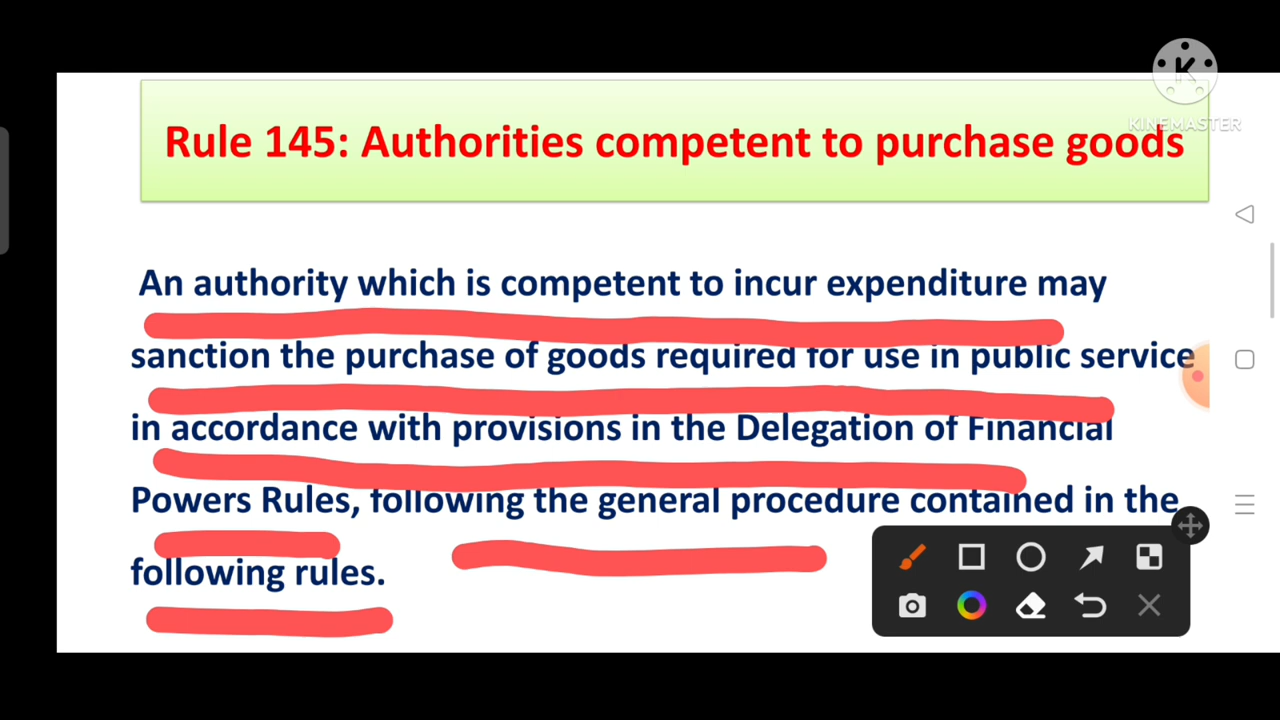 Rule 145: Authorities competent to purchase goods
KINEMASTER
An authority which is competent to incur expenditure may
sanction the purchase of goods required for use in public service
in accordance with provisions in the Delegation of Financial
Powers Rules, following the general procedure contained in the
following rules.